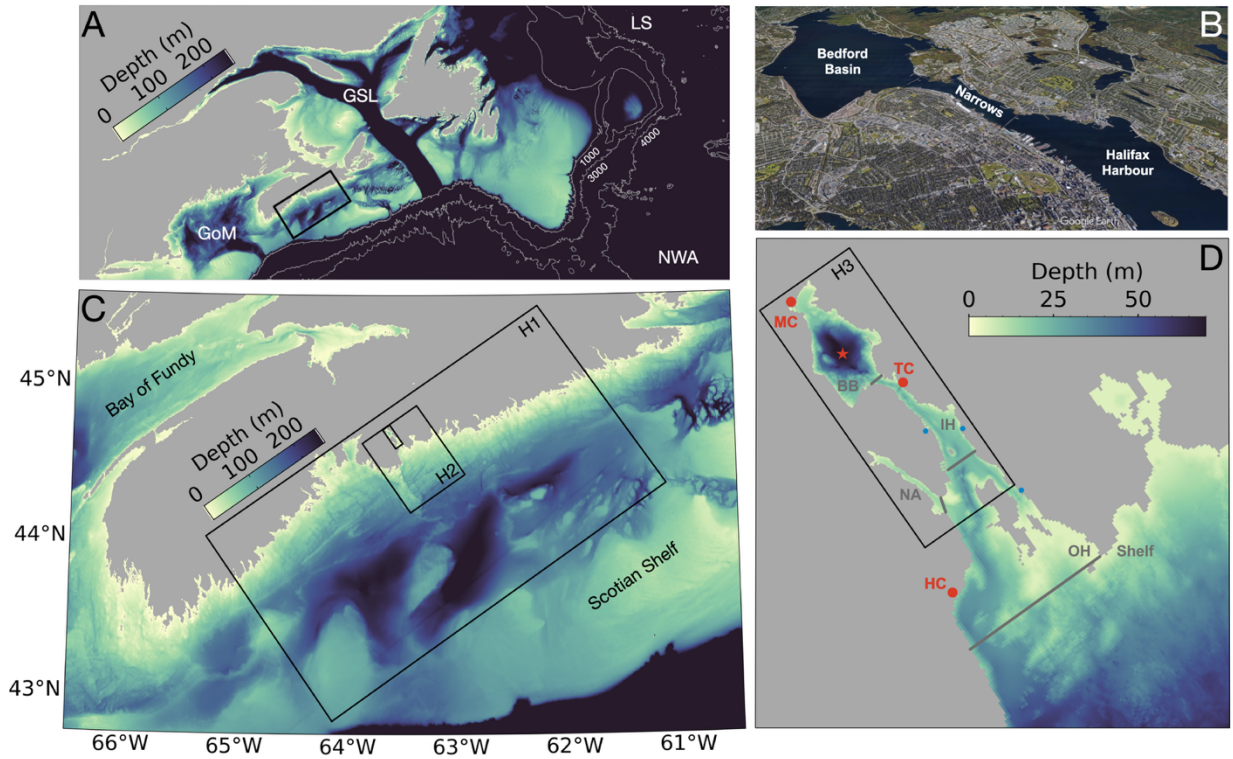 A
Depth (m)
0 100 200
LS
GSL
1000
3000
4000
GoM
NWA
B
Bedford
Basin
Narrows
Halifax
Harbour
Google Earth
C
H1
Bay of Fundy
Depth (m)
0 100 200
H2
Scotian Shelf
45°N
44°N
43°N
66°W 65°W 64°W 63°W 62°W 61°W
D
H3
Depth (m)
0 25 50
MC
BB
TC
IH
NA
OH Shelf
HC